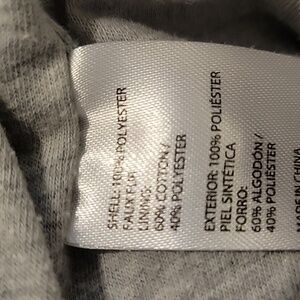 SHELL: 100% POLYESTER
FAUX FUR
LINING:
60% COTTON /
40% POLYESTER
EXTERIOR: 100% POLIÉSTER
PIEL SINTÉTICA
FORRO:
60% ALGODÓN /
40% POLIÉSTER
MADE IN CHINA